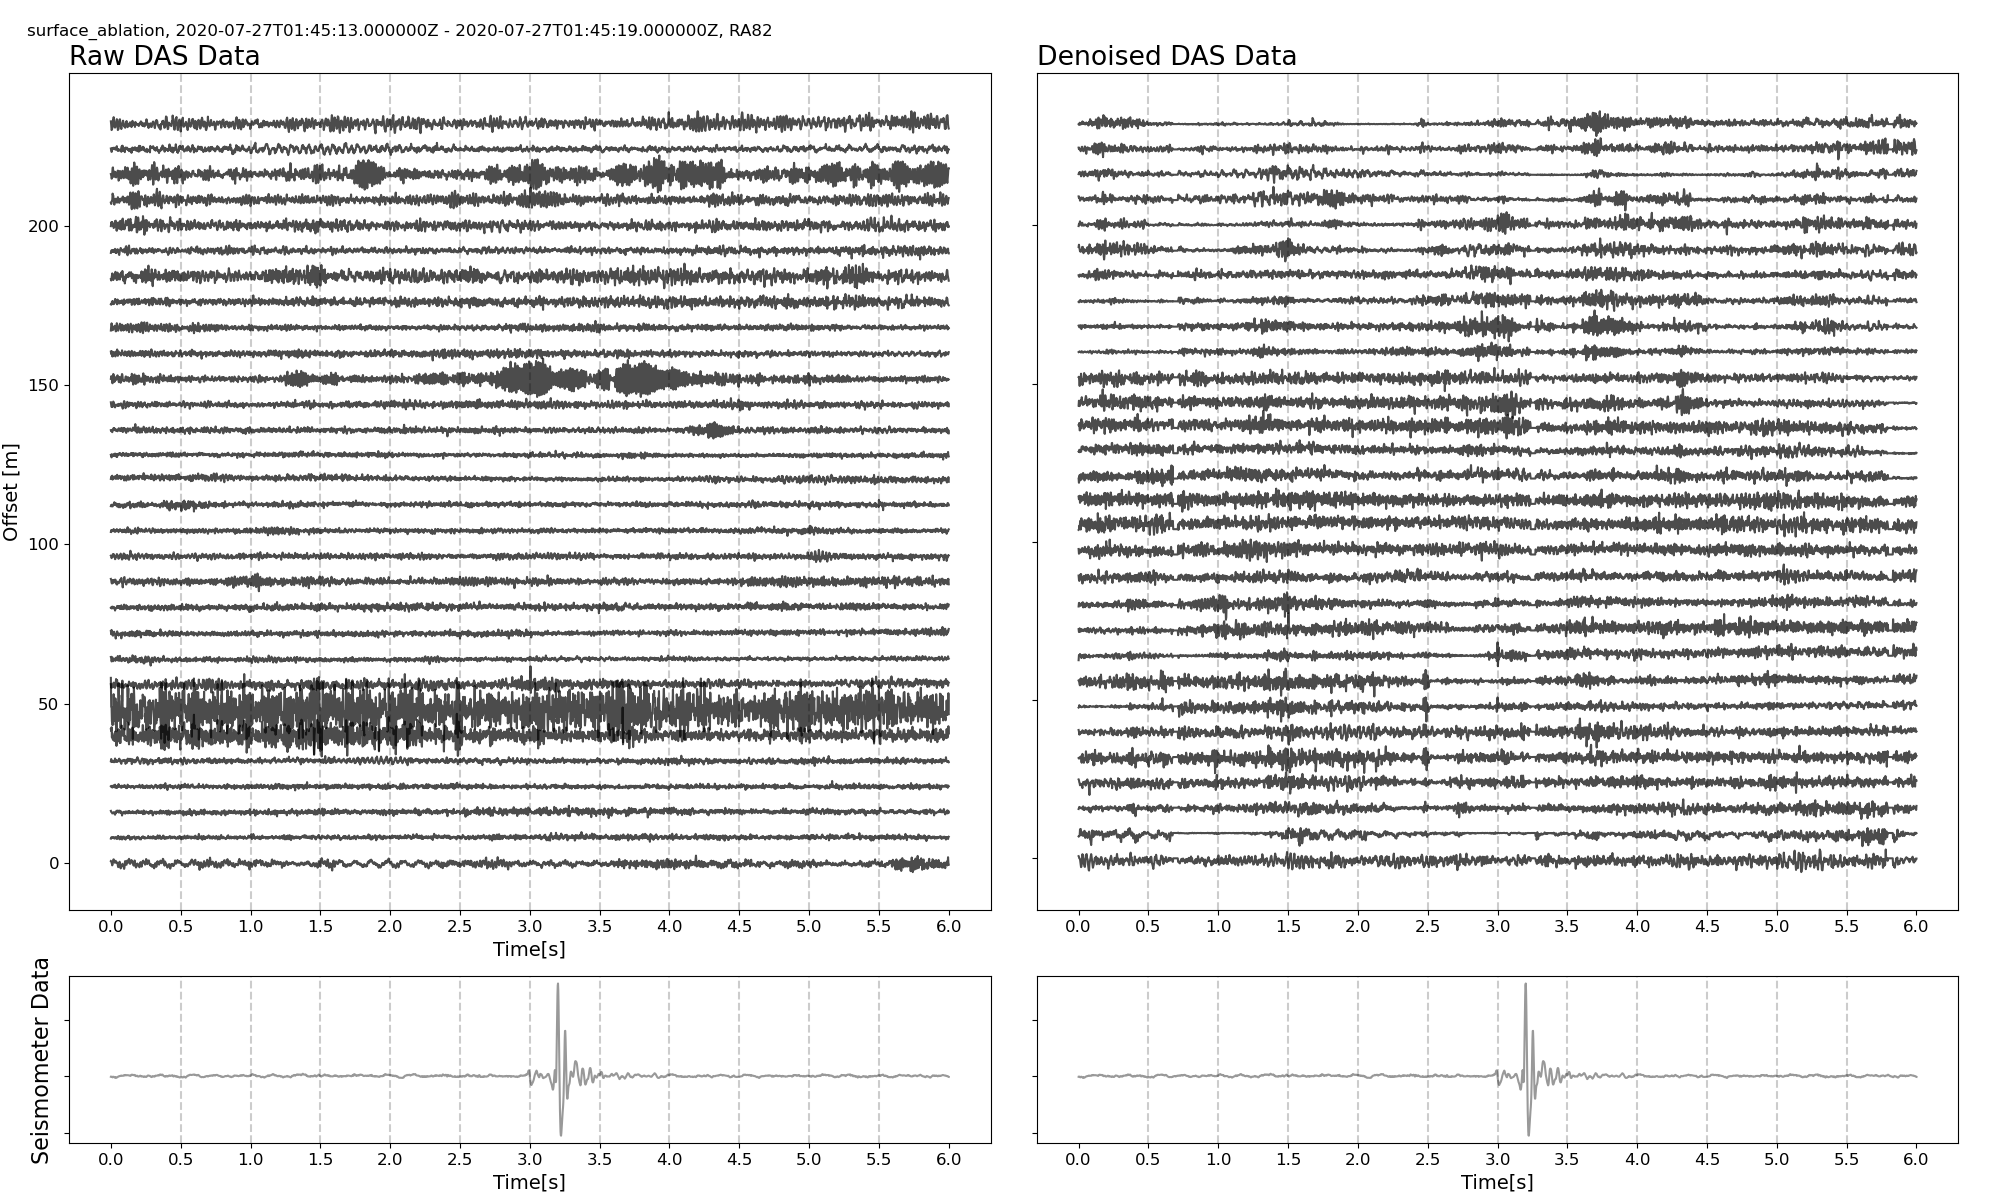 surface_ablation, 2020-07-27T01:45:13.000000Z - 2020-07-27T01:45:19.000000Z, RA82
Raw DAS Data
Denoised DAS Data
Offset [m]
200
150
100
50
0
0.0 0.5 1.0 1.5 2.0 2.5 3.0 3.5 4.0 4.5 5.0 5.5 6.0
Time[s]
0.0 0.5 1.0 1.5 2.0 2.5 3.0 3.5 4.0 4.5 5.0 5.5 6.0
Seismometer Data
0.0 0.5 1.0 1.5 2.0 2.5 3.0 3.5 4.0 4.5 5.0 5.5 6.0
Time[s]
0.0 0.5 1.0 1.5 2.0 2.5 3.0 3.5 4.0 4.5 5.0 5.5 6.0
Time[s]